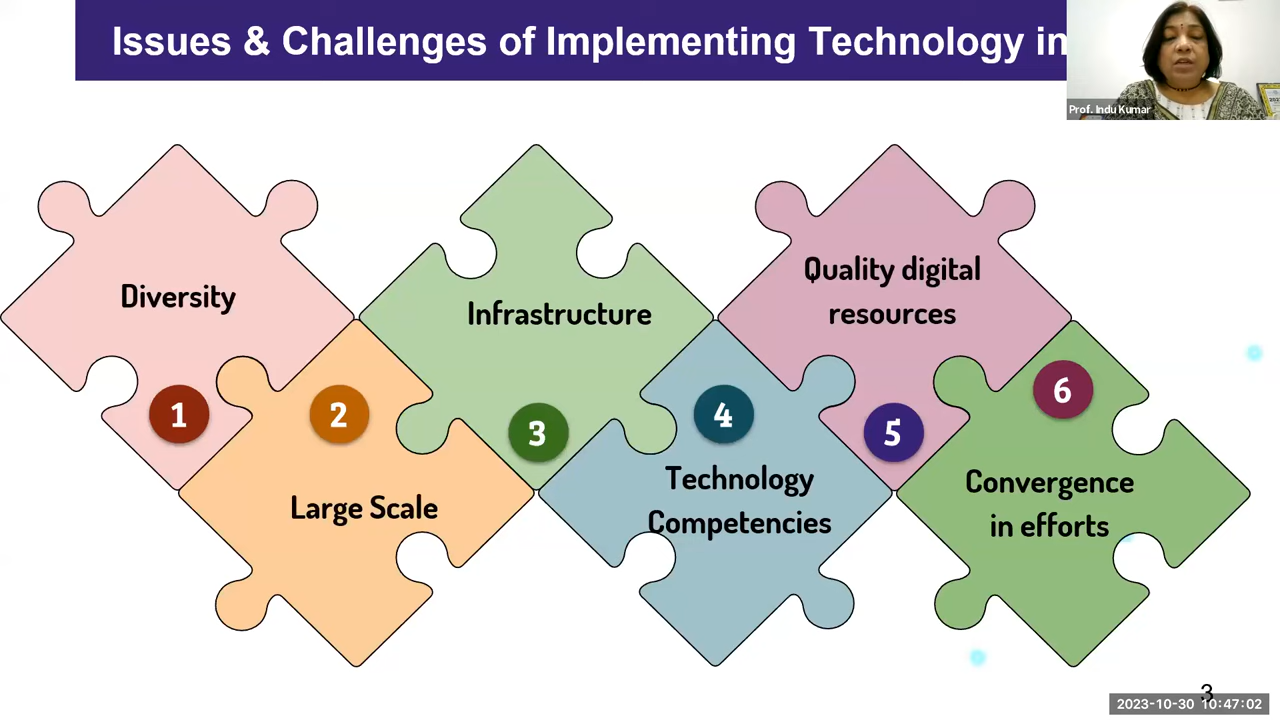 Issues & Challenges of Implementing Technology in
Prof. Indu Kumar
Diversity
Infrastructure
Quality digital
resources
1
2
3
4
5
6
Large Scale
Technology
Competencies
Convergence
in efforts
3
2023-10-30 10:47:02